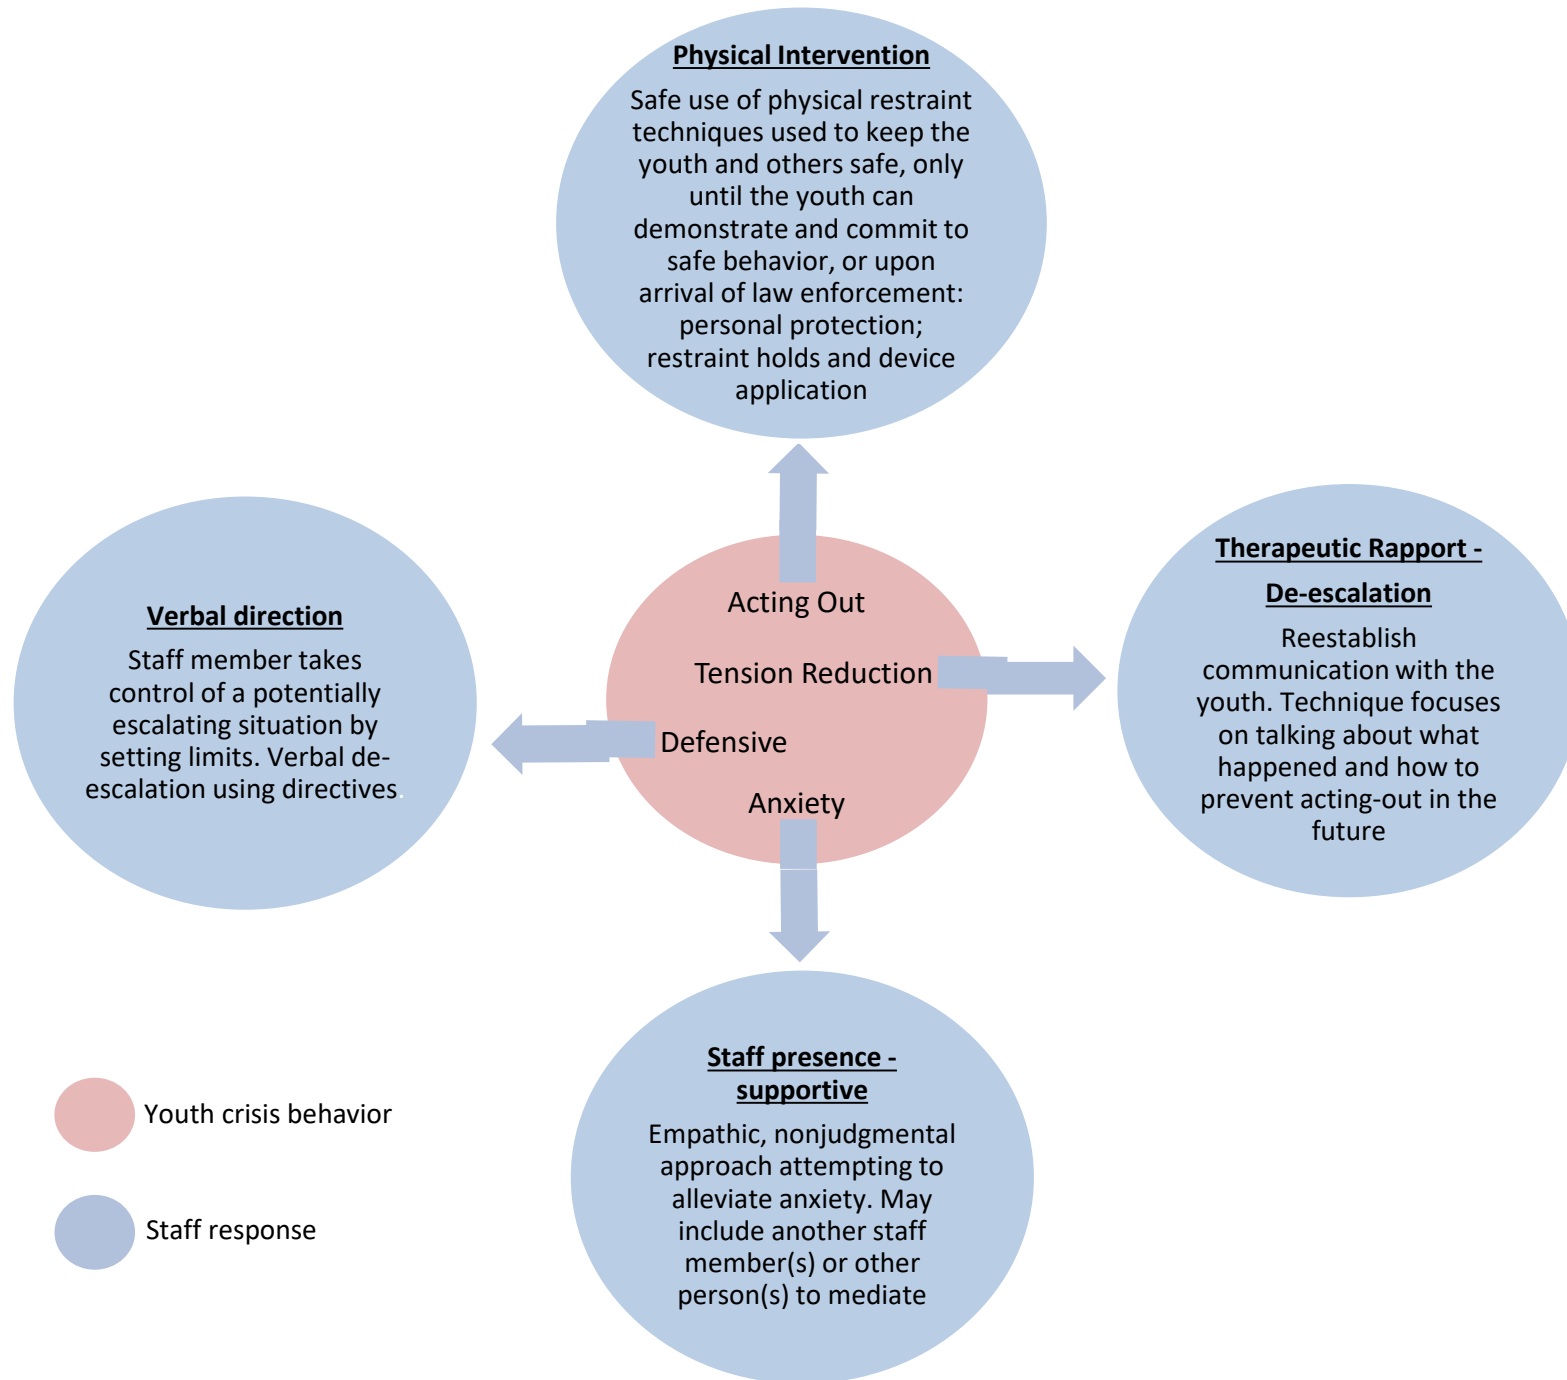 Physical Intervention
Safe use of physical restraint
techniques used to keep the
youth and others safe, only
until the youth can
demonstrate and commit to
safe behavior, or upon
arrival of law enforcement:
personal protection;
restraint holds and device
application
Verbal direction
Staff member takes
control of a potentially
escalating situation by
setting limits. Verbal de-
escalation using directives.
Acting Out
Tension Reduction
Defensive
Anxiety
Therapeutic Rapport -
De-escalation
Reestablish
communication with the
youth. Technique focuses
on talking about what
happened and how to
prevent acting-out in the
future
Staff presence -
supportive
Empathic, nonjudgmental
approach attempting to
alleviate anxiety. May
include another staff
member(s) or other
person(s) to mediate
Youth crisis behavior
Staff response